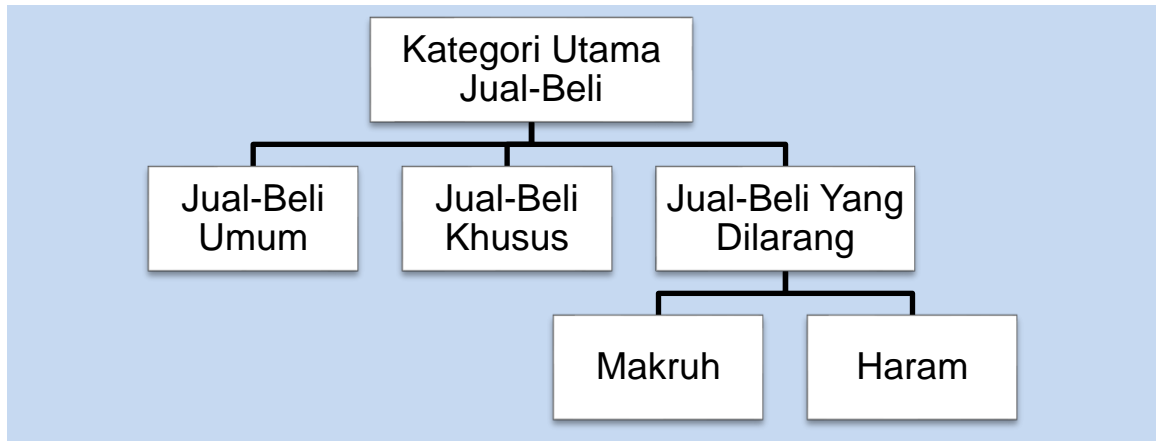 Kategori Utama
Jual-Beli
Jual-Beli
Umum
Jual-Beli
Khusus
Jual-Beli Yang
Dilarang
Makruh
Haram